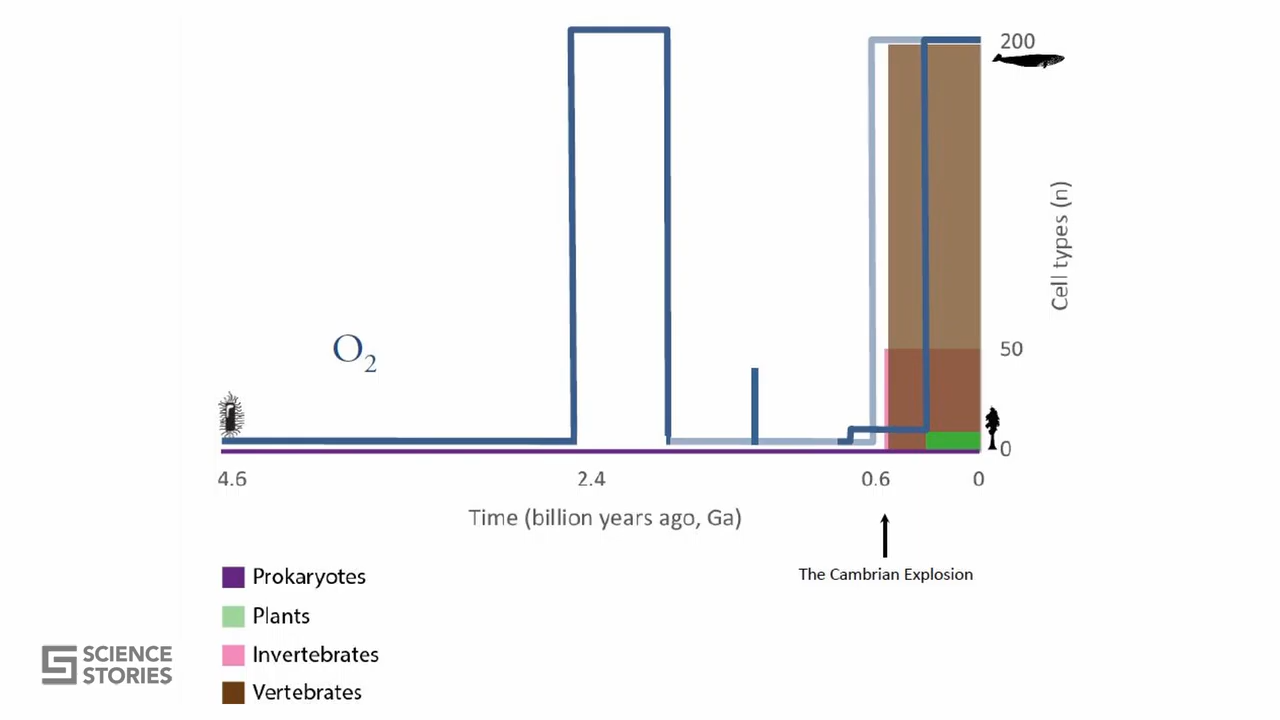 200
Cell types (n)
O2
50
0
4.6
2.4
0.6
0
Time (billion years ago, Ga)
The Cambrian Explosion
Prokaryotes
Plants
Invertebrates
Vertebrates
SCIENCE
STORIES